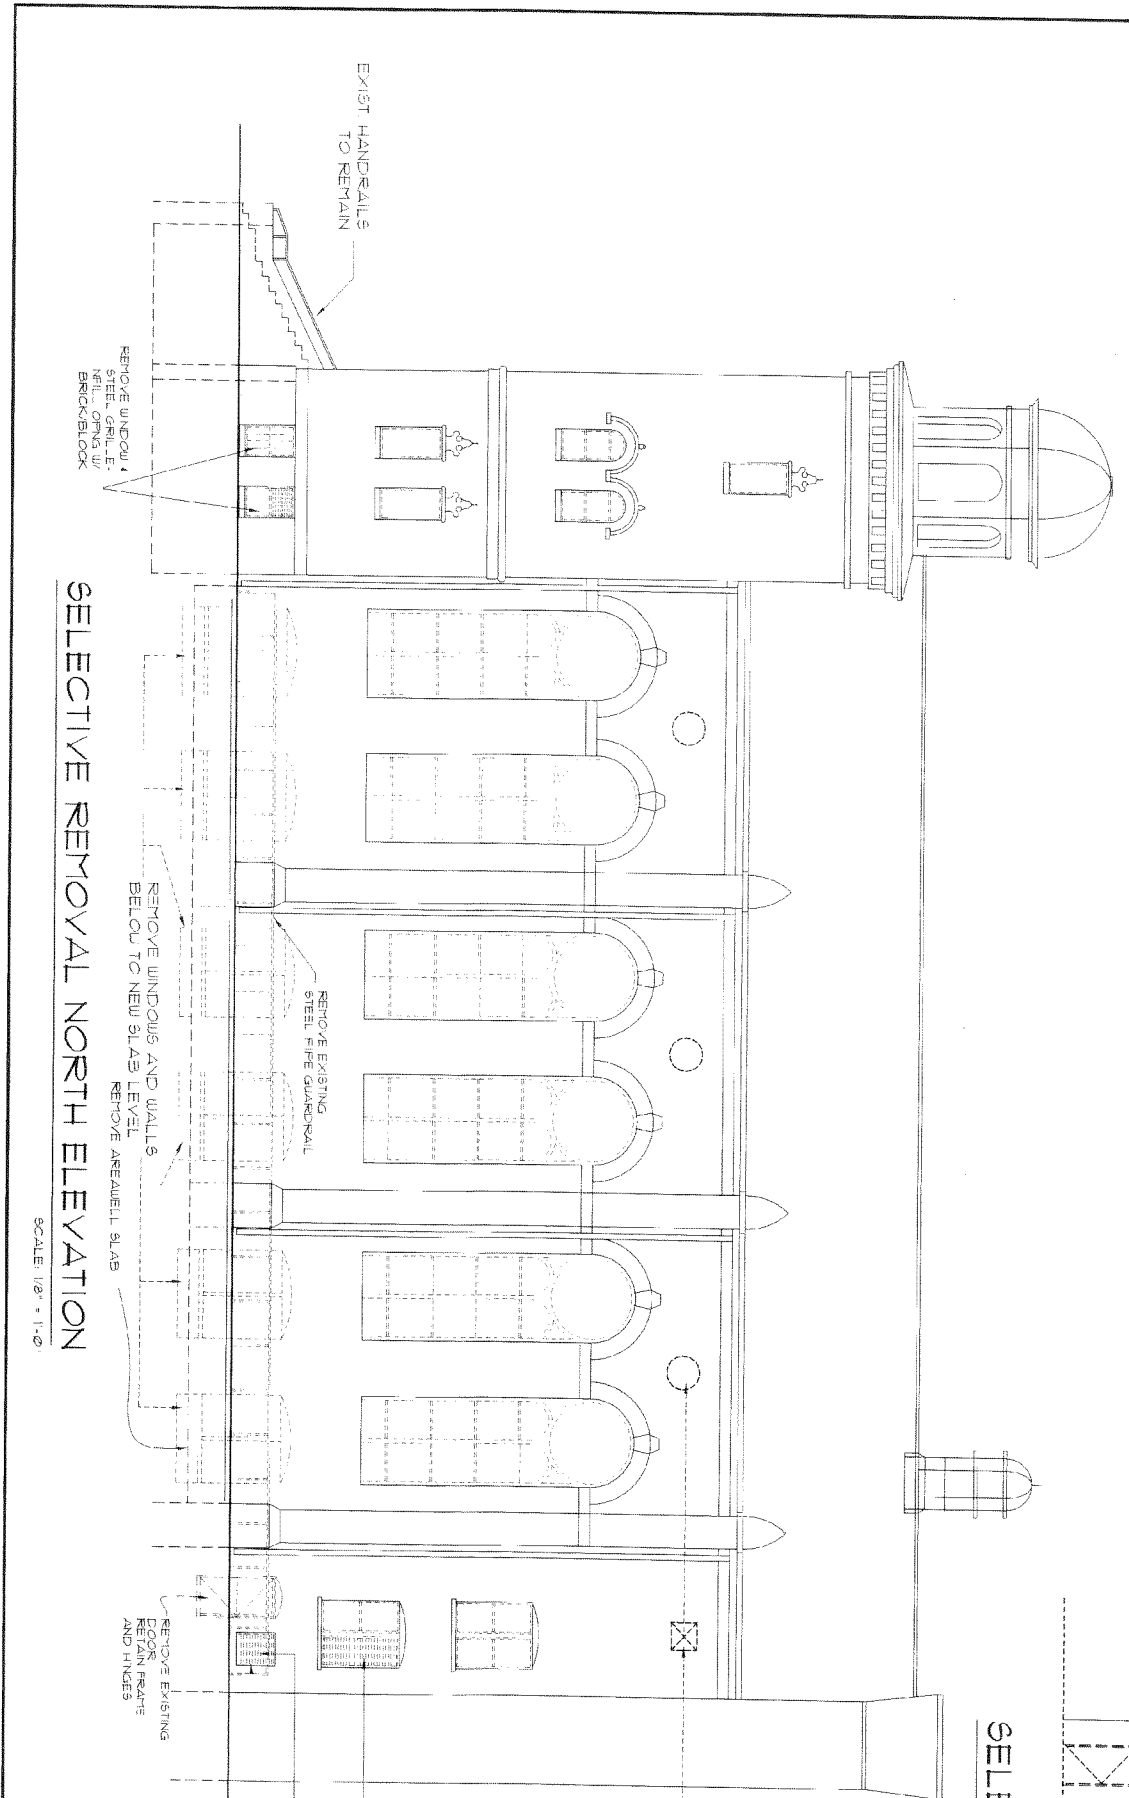 EXIST. HANDRAILS
TO REMAIN
REMOVE WINDOW &
STEEL GRILLE-
INFILL OPNG W/
BRICK/BLOCK
REMOVE EXISTING
STEEL PIPE GUARDRAIL
REMOVE WINDOWS AND WALLS
BELOW TO NEW SLAB LEVEL
REMOVE AREAWELL SLAB
REMOVE EXISTING
DOOR
RETAIN FRAME
AND HINGES
SELECTIVE REMOVAL NORTH ELEVATION
SCALE: 1/8" = 1'-0
SELE